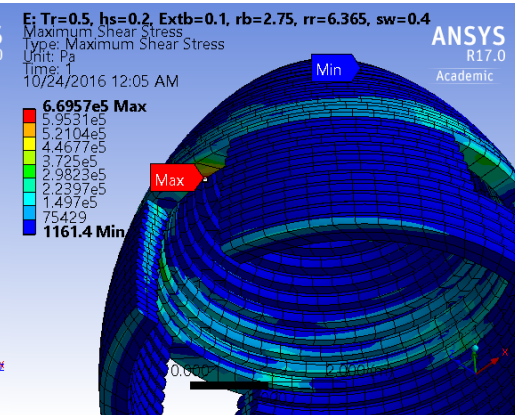 E: Tr=0.5, hs=0.2, Extb=0.1, rb=2.75, rr=6.365, sw=0.4
Maximum Shear Stress
Type: Maximum Shear Stress
Unit: Pa
Time: 1
10/24/2016 12:05 AM
ANSYS
R17.0
Academic
6.6957e5 Max
5.9531e5
5.2104e5
4.4677e5
3.725e5
2.9823e5
2.2397e5
1.497e5
75429
1161.4 Min
Min
Max
0.000
X